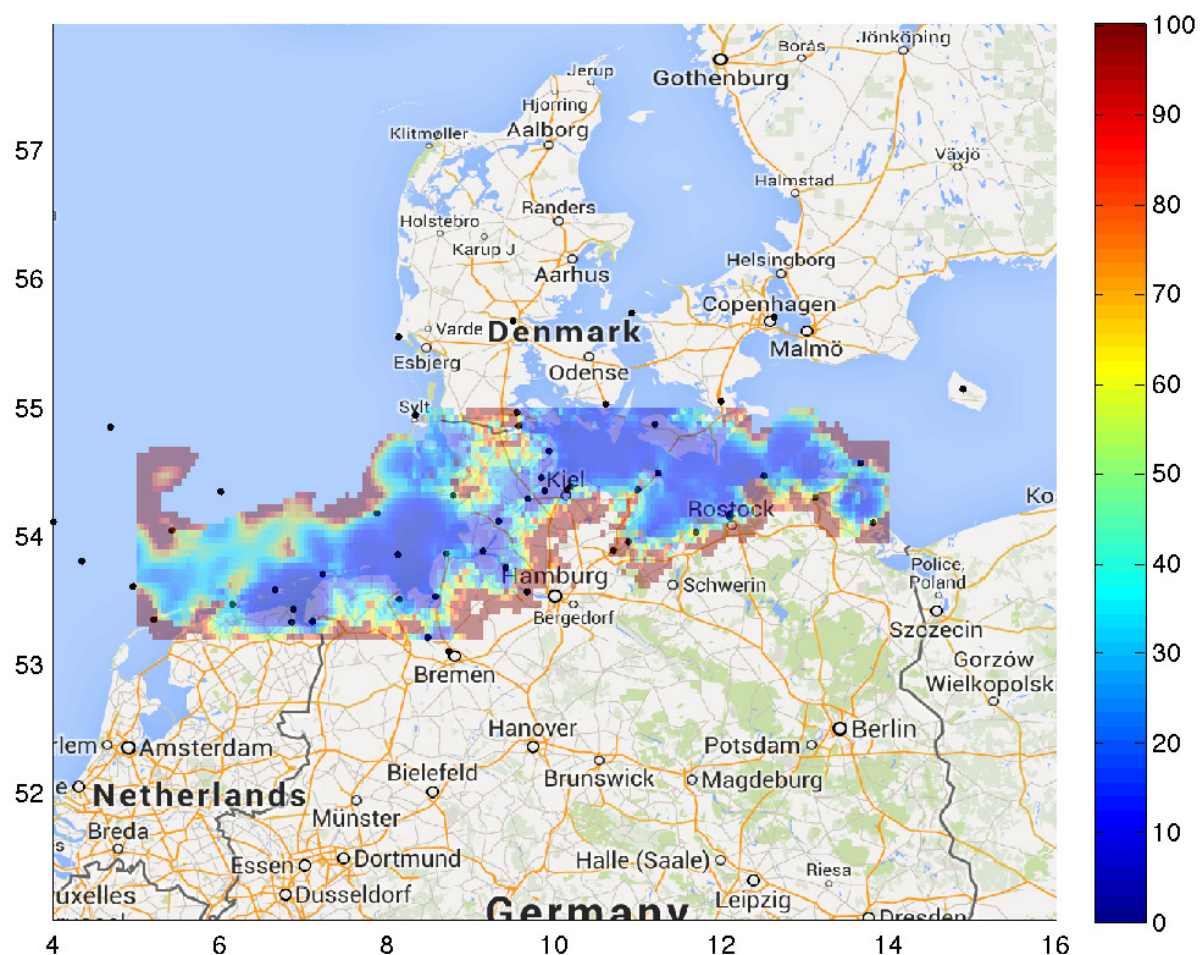 Jönköping
Borås
Gothenburg
Jerup
Hjorring
Aalborg
Klitmøller
Växjö
Halmstad
Randers
Holstebro
Karup J
Aarhus
Helsingborg
Copenhagen
Malmö
Varde
Denmark
Esbjerg
Odense
Sylt
Kiel
Rostock
Ko
Hamburg
Bergedorf
Schwerin
Police,
Poland
Szczecin
Bremen
Gorzów
Wielkopolski
Hanover
Berlin
Potsdam
rlem
Amsterdam
Bielefeld
Brunswick
Magdeburg
e
Netherlands
Münster
Breda
s
Essen
Dortmund
Halle (Saale)
Riesa
uxelles
Dusseldorf
Leipzig
Germany
Dresden
57
56
55
54
53
52
4 6 8 10 12 14 16
100
90
80
70
60
50
40
30
20
10
0